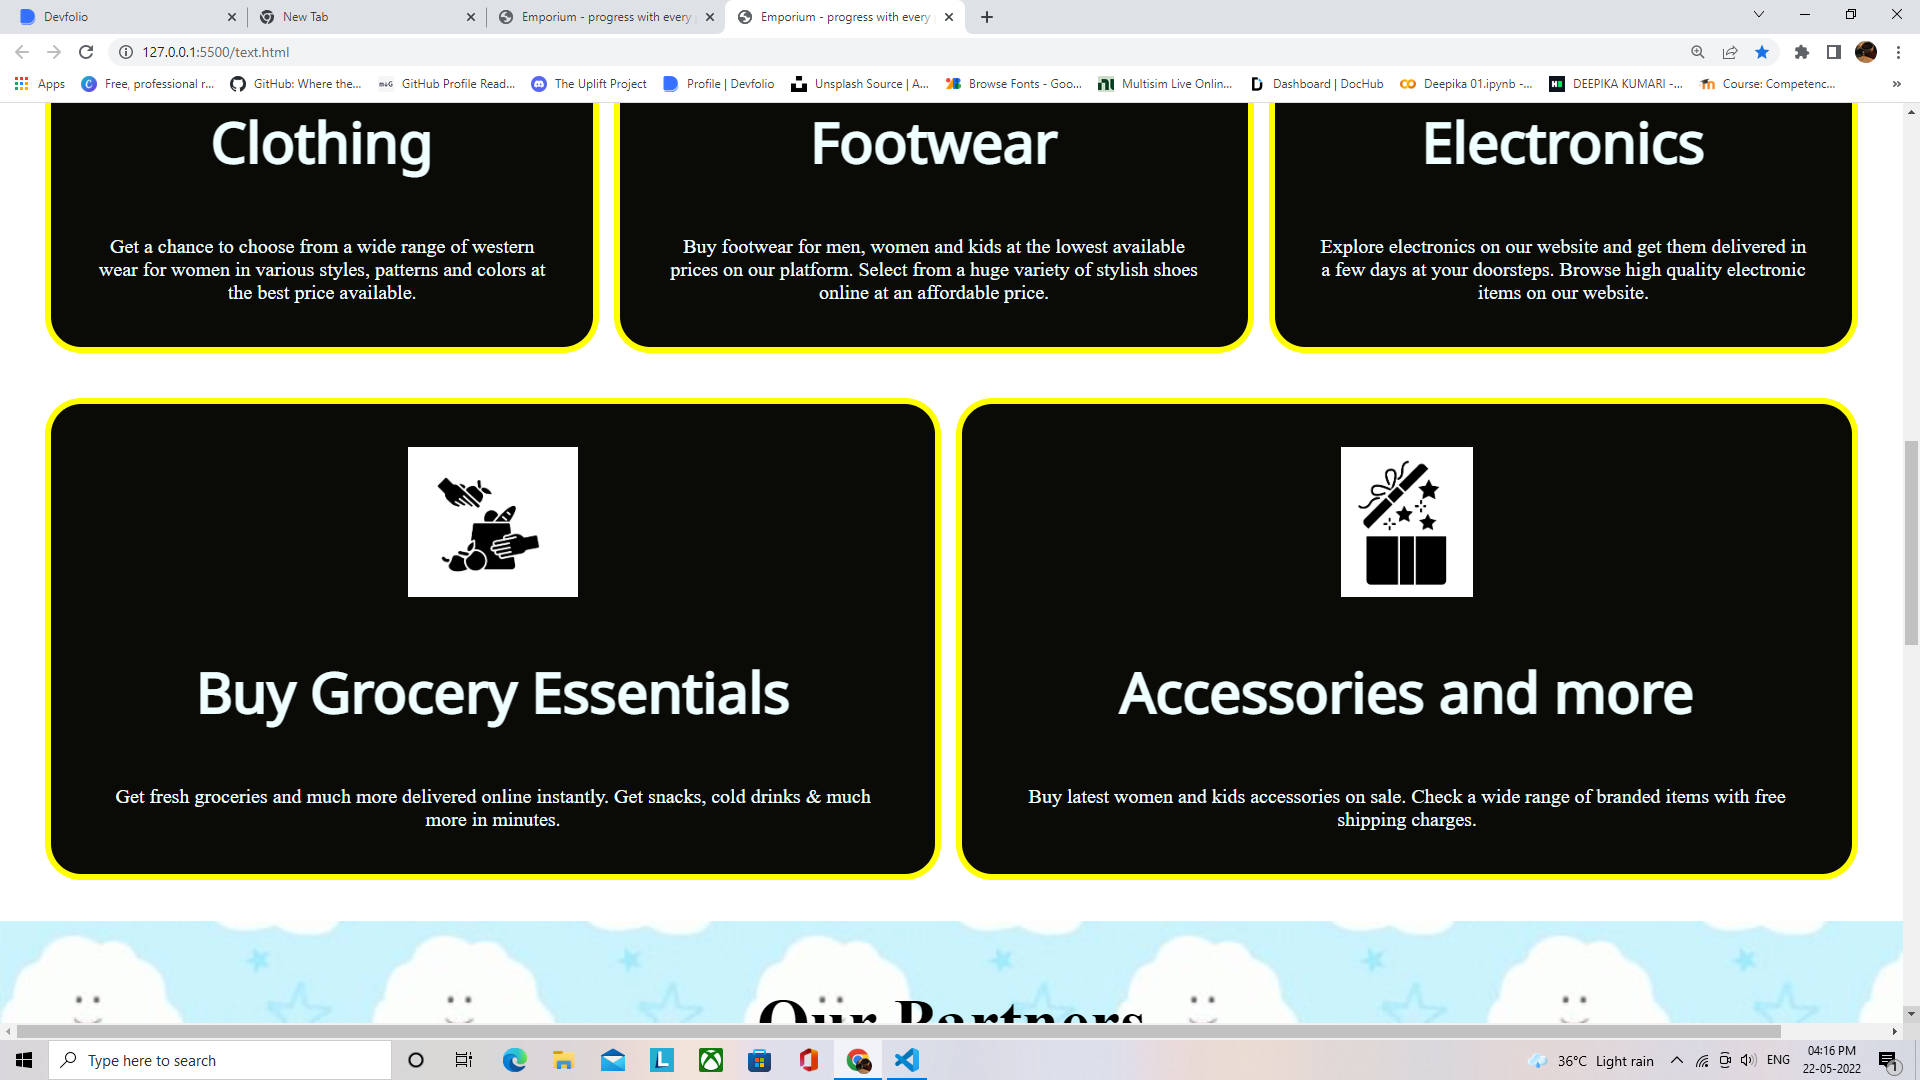 Devfolio
New Tab
Emporium - progress with every
Emporium - progress with every
127.0.0.1:5500/text.html
Apps
Free, professional r...
GitHub: Where the...
GitHub Profile Read...
The Uplift Project
Profile | Devfolio
Unsplash Source | A...
Browse Fonts - Goo...
Multisim Live Onlin...
Dashboard | DocHub
Deepika 01.ipynb -...
DEEPIKA KUMARI -...
Course: Competenc...
»
Clothing
Get a chance to choose from a wide range of western
wear for women in various styles, patterns and colors at
the best price available.
Footwear
Buy footwear for men, women and kids at the lowest available
prices on our platform. Select from a huge variety of stylish shoes
online at an affordable price.
Electronics
Explore electronics on our website and get them delivered in
a few days at your doorsteps. Browse high quality electronic
items on our website.
Buy Grocery Essentials
Get fresh groceries and much more delivered online instantly. Get snacks, cold drinks & much
more in minutes.
Accessories and more
Buy latest women and kids accessories on sale. Check a wide range of branded items with free
shipping charges.
Our Partners
Type here to search
36°C Light rain
ENG
04:16 PM
22-05-2022
1